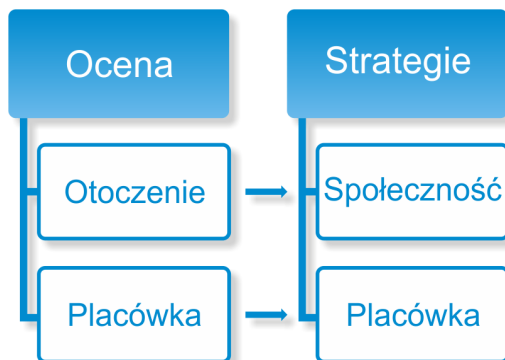 Ocena
Strategie
Otoczenie
Społeczność
Placówka
Placówka